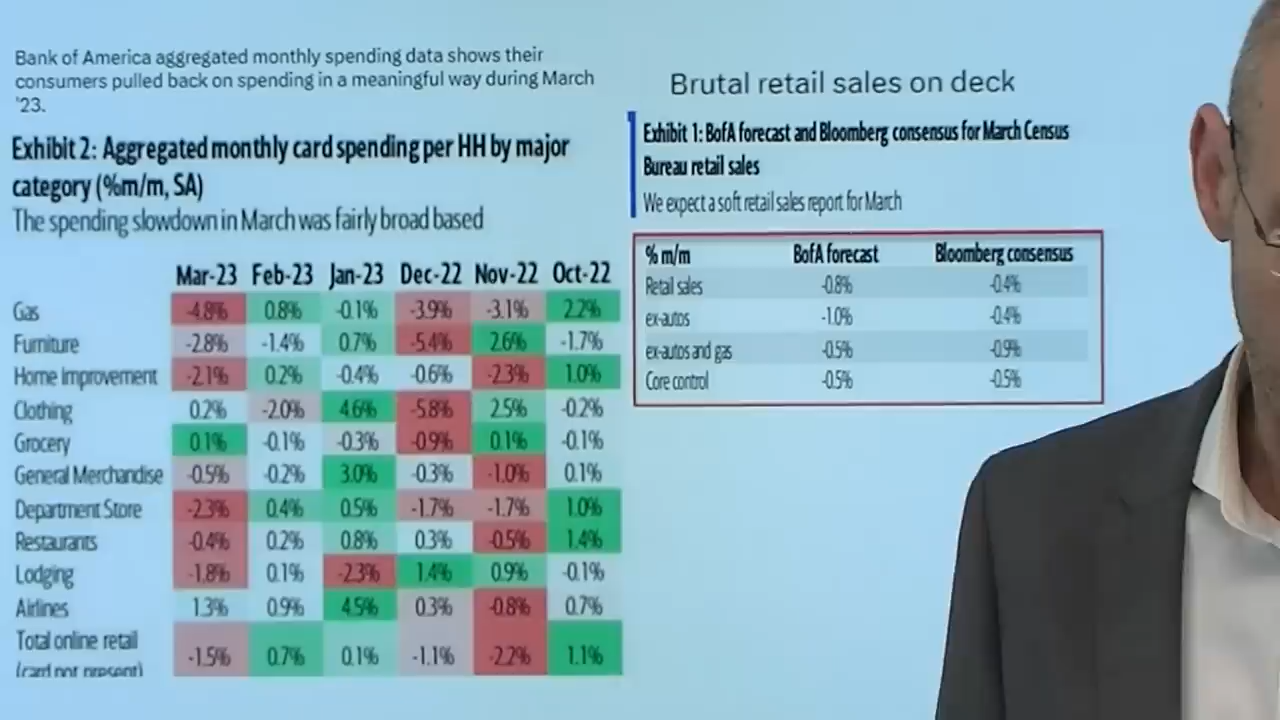 Bank of America aggregated monthly spending data shows their
consumers pulled back on spending in a meaningful way during March
'23.
Exhibit 2: Aggregated monthly card spending per HH by major
category (%m/m, SA)
The spending slowdown in March was fairly broad based
Mar-23 Feb-23 Jan-23 Dec-22 Nov-22 Oct-22
Gas -4.8% 0.8% -0.1% -3.9% -3.1% 2.2%
Furniture -2.8% -1.4% 0.7% -5.4% 2.6% -1.7%
Home Improvement -2.1% 0.2% -0.4% -0.6% -2.3% 1.0%
Clothing 0.2% -2.0% 4.6% -5.8% 2.5% -0.2%
Grocery 0.1% -0.1% -0.3% -0.9% 0.1% -0.1%
General Merchandise -0.5% -0.2% 3.0% -0.3% -1.0% 0.1%
Department Store -2.3% 0.4% 0.5% -1.7% -1.7% 1.0%
Restaurants -0.4% 0.2% 0.8% 0.3% -0.5% 1.4%
Lodging -1.8% 0.1% -2.3% 1.4% 0.9% -0.1%
Airlines 1.3% 0.9% 4.5% 0.3% -0.8% 0.7%
Total online retail
(card not present) -1.5% 0.7% 0.1% -1.1% -2.2% 1.1%
Brutal retail sales on deck
Exhibit 1: BofA forecast and Bloomberg consensus for March Census
Bureau retail sales
We expect a soft retail sales report for March
% m/m BofA forecast Bloomberg consensus
Retail sales -0.8% -0.4%
ex-autos -1.0% -0.4%
ex-autos and gas -0.5% -0.9%
Core control -0.5% -0.5%